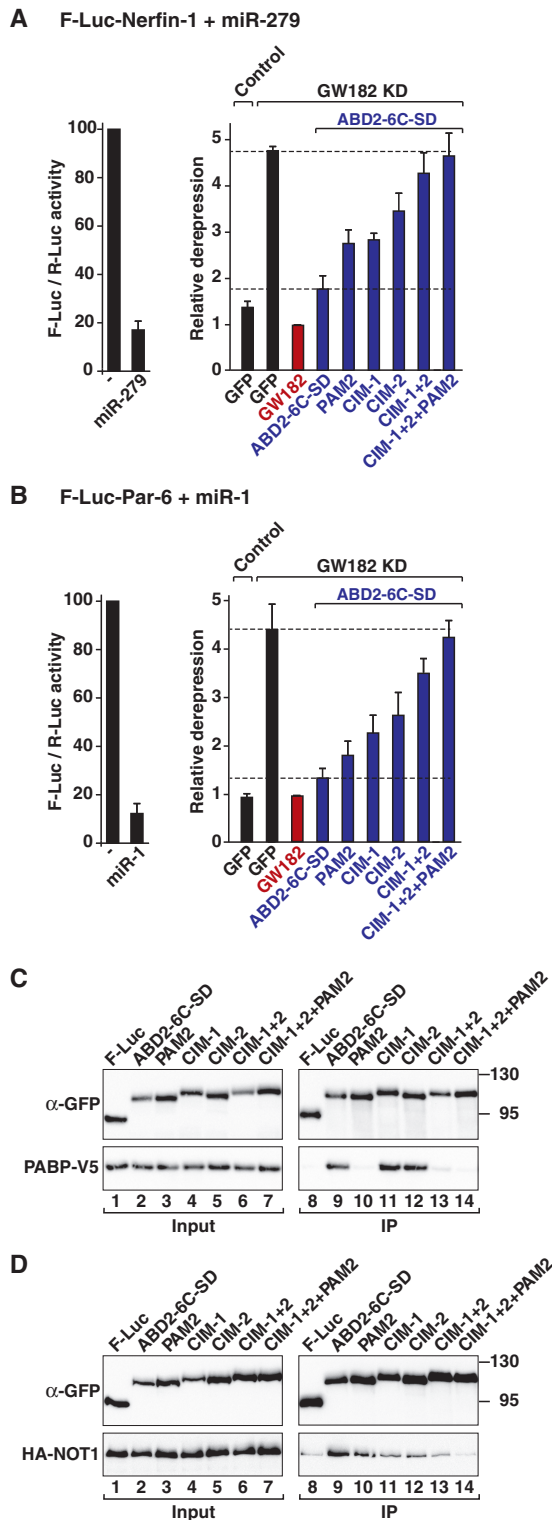 A F-Luc-Nerfin-1 + miR-279
Control
GW182 KD
ABD2-6C-SD
F-Luc / R-Luc activity
100
80
60
40
20
0
-
miR-279
Relative derepression
5
4
3
2
1
0
GFP
GFP
GW182
ABD2-6C-SD
PAM2
CIM-1
CIM-2
CIM-1+2
CIM-1+2+PAM2
B F-Luc-Par-6 + miR-1
Control
GW182 KD
ABD2-6C-SD
F-Luc / R-Luc activity
100
80
60
40
20
0
-
miR-1
Relative derepression
5
4
3
2
1
0
GFP
GFP
GW182
ABD2-6C-SD
PAM2
CIM-1
CIM-2
CIM-1+2
CIM-1+2+PAM2
C
F-Luc
ABD2-6C-SD
PAM2
CIM-1
CIM-2
CIM-1+2
CIM-1+2+PAM2
F-Luc
ABD2-6C-SD
PAM2
CIM-1
CIM-2
CIM-1+2
CIM-1+2+PAM2
α-GFP
130
95
PABP-V5
1 2 3 4 5 6 7 8 9 10 11 12 13 14
Input IP
D
F-Luc
ABD2-6C-SD
PAM2
CIM-1
CIM-2
CIM-1+2
CIM-1+2+PAM2
F-Luc
ABD2-6C-SD
PAM2
CIM-1
CIM-2
CIM-1+2
CIM-1+2+PAM2
α-GFP
130
95
HA-NOT1
1 2 3 4 5 6 7 8 9 10 11 12 13 14
Input IP